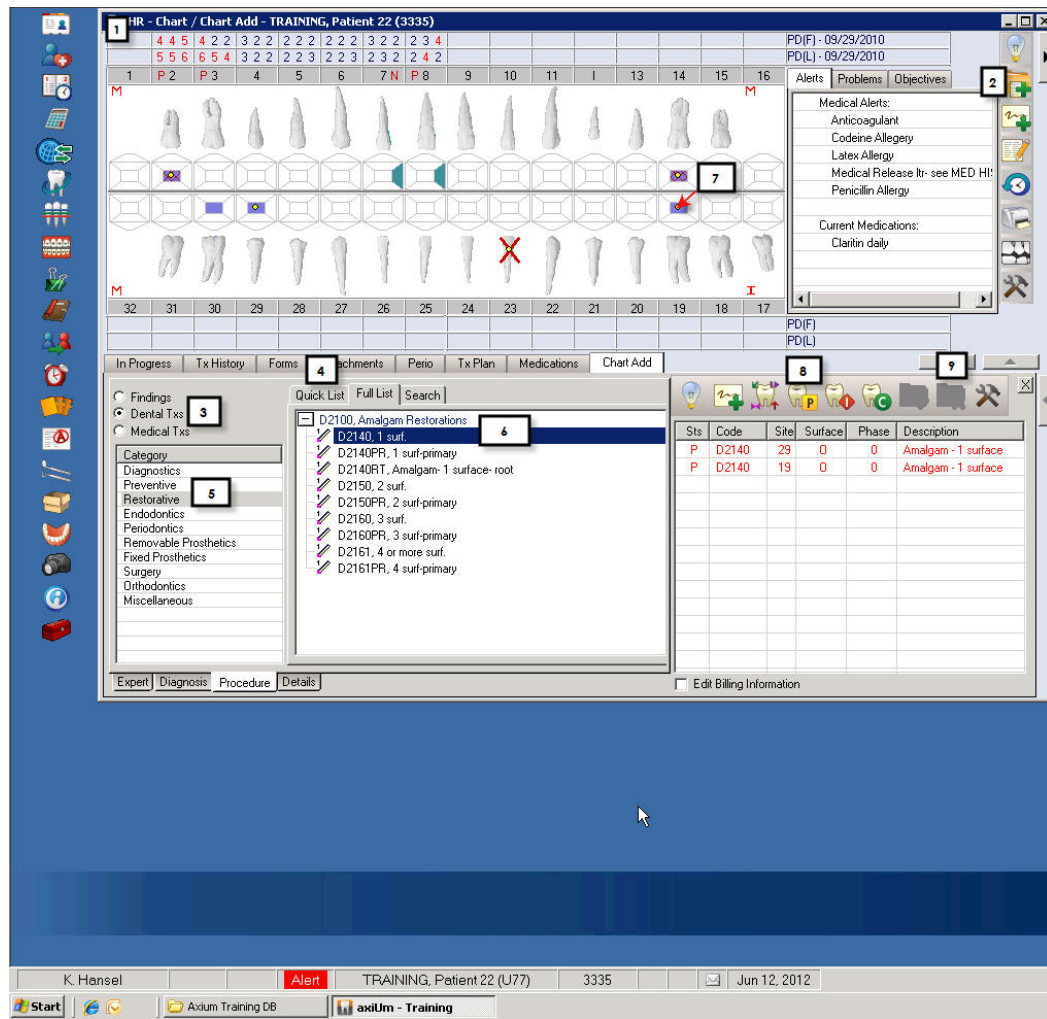 HR - Chart / Chart Add - TRAINING, Patient 22 (3335)
1
4 4 5 4 2 2 3 2 2 2 2 2 2 2 2 3 2 2 2 3 4 PD(F) - 09/29/2010
5 5 6 6 5 4 3 2 2 2 2 3 2 2 3 2 3 2 2 4 2 PD(L) - 09/29/2010
1 P 2 P 3 4 5 6 7 N P 8 9 10 11 I 13 14 15 16
M M
7
M I
32 31 30 29 28 27 26 25 24 23 22 21 20 19 18 17
PD(F)
PD(L)
Alerts Problems Objectives
2
Medical Alerts:
Anticoagulant
Codeine Allegery
Latex Allergy
Medical Release ltr- see MED HI
Penicillin Allergy
Current Medications:
Claritin daily
In Progress Tx History Forms 4 achments Perio Tx Plan Medications Chart Add
9
Findings
Dental Txs
3
Medical Txs
Category
Diagnostics
Preventive
Restorative
5
Endodontics
Periodontics
Removable Prosthetics
Fixed Prosthetics
Surgery
Orthodontics
Miscellaneous
Expert Diagnosis Procedure Details
Quick List Full List Search
D2100, Amalgam Restorations
6
D2140, 1 surf.
D2140PR, 1 surf-primary
D2140RT, Amalgam- 1 surface- root
D2150, 2 surf.
D2150PR, 2 surf-primary
D2160, 3 surf.
D2160PR, 3 surf-primary
D2161, 4 or more surf.
D2161PR, 4 surf-primary
8
P I C
Sts Code Site Surface Phase Description
P D2140 29 O 0 Amalgam - 1 surface
P D2140 19 O 0 Amalgam - 1 surface
Edit Billing Information
K. Hansel Alert TRAINING, Patient 22 (U77) 3335 Jun 12, 2012
Start Axium Training DB axiUm - Training